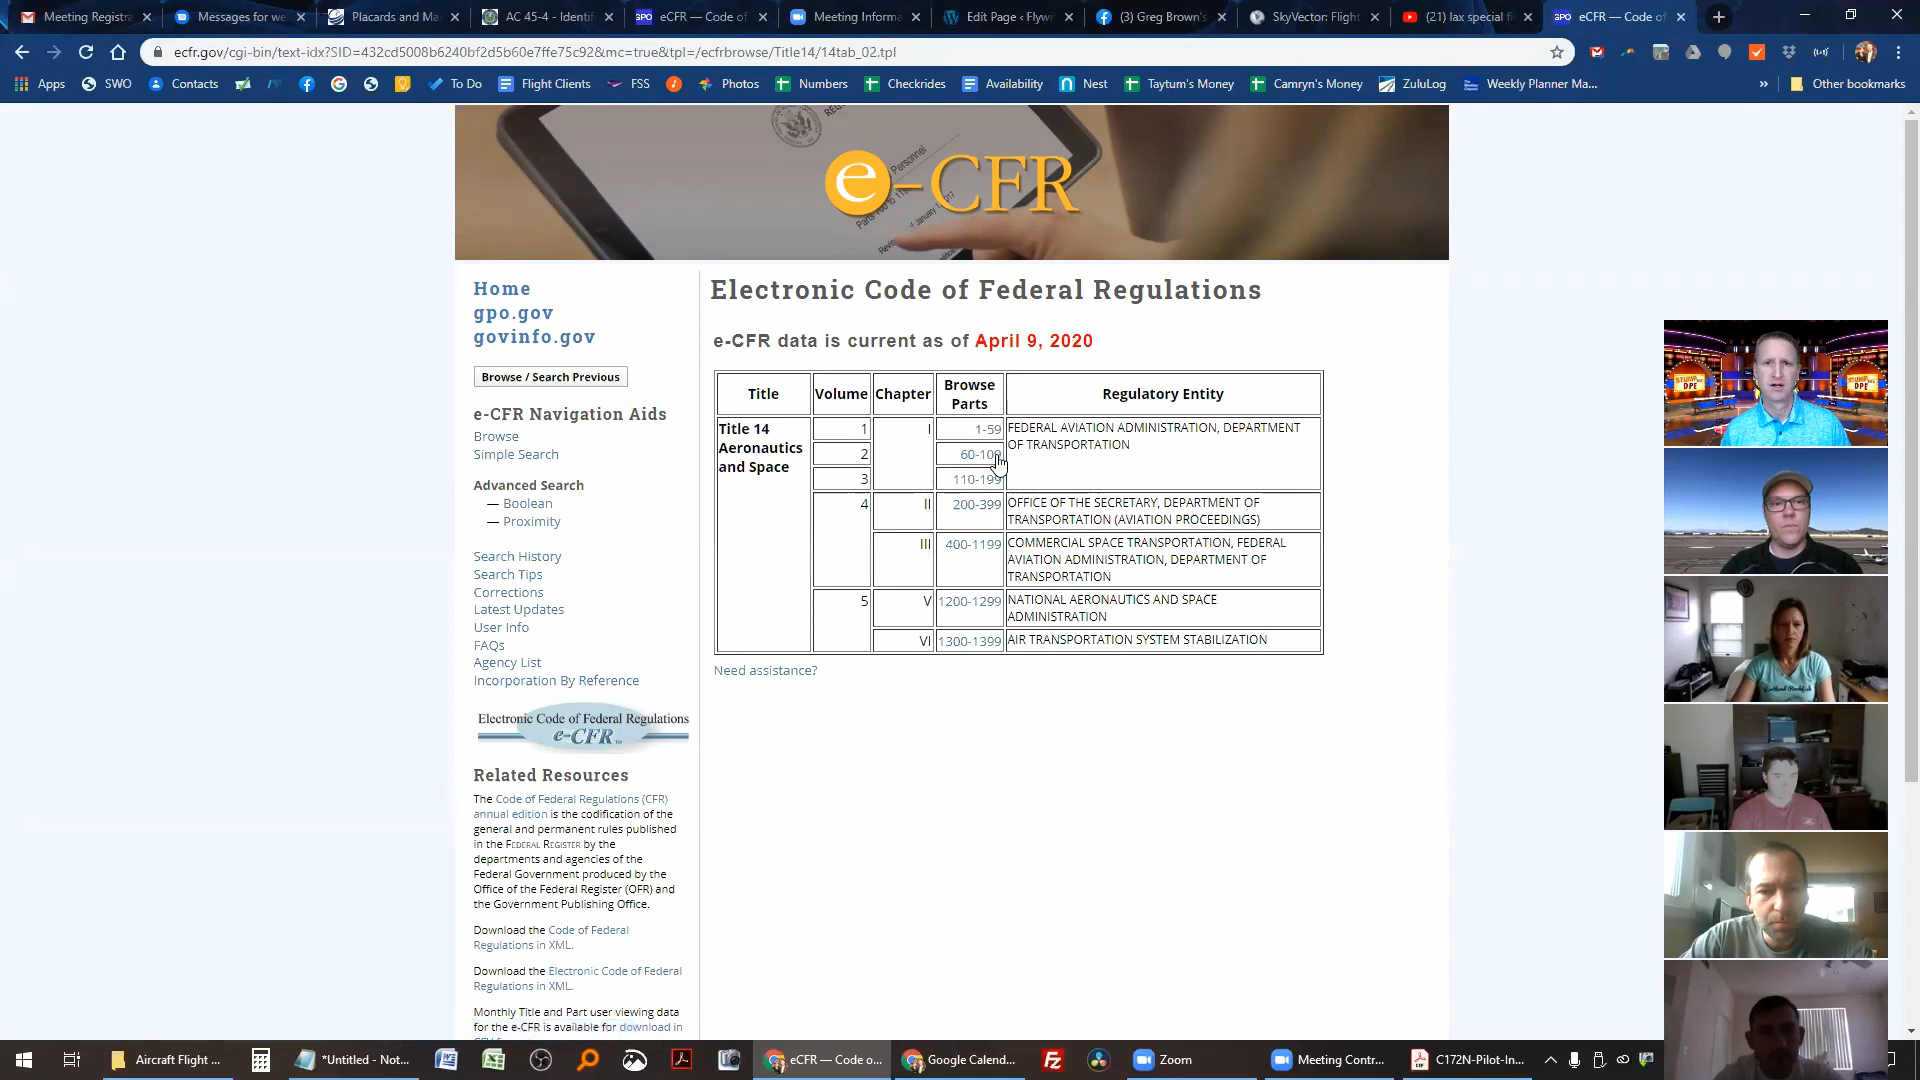 Meeting Registra
Messages for we
Placards and Ma
AC 45-4 - Identif
eCFR — Code of
Meeting Informa
Edit Page ‹ Flywi
(3) Greg Brown's
SkyVector: Flight
(21) lax special fl
eCFR — Code of
ecfr.gov/cgi-bin/text-idx?SID=432cd5008b6240bf2d5b60e7ffe75c92&mc=true&tpl=/ecfrbrowse/Title14/14tab_02.tpl
Apps
SWO
Contacts
To Do
Flight Clients
FSS
Photos
Numbers
Checkrides
Availability
Nest
Taytum's Money
Camryn's Money
ZuluLog
Weekly Planner Ma...
»
Other bookmarks
e-CFR
Home
gpo.gov
govinfo.gov
Browse / Search Previous
e-CFR Navigation Aids
Browse
Simple Search
Advanced Search
— Boolean
— Proximity
Search History
Search Tips
Corrections
Latest Updates
User Info
FAQs
Agency List
Incorporation By Reference
Electronic Code of Federal Regulations
e-CFR TM
Related Resources
The Code of Federal Regulations (CFR)
annual edition is the codification of the
general and permanent rules published
in the Federal Register by the
departments and agencies of the
Federal Government produced by the
Office of the Federal Register (OFR) and
the Government Publishing Office.
Download the Code of Federal
Regulations in XML.
Download the Electronic Code of Federal
Regulations in XML.
Monthly Title and Part user viewing data
for the e-CFR is available for download in
Electronic Code of Federal Regulations
e-CFR data is current as of April 9, 2020
Title Volume Chapter Browse Parts Regulatory Entity
Title 14 Aeronautics and Space
1 I 1-59 FEDERAL AVIATION ADMINISTRATION, DEPARTMENT
OF TRANSPORTATION
2 60-109
3 110-199
4 II 200-399 OFFICE OF THE SECRETARY, DEPARTMENT OF
TRANSPORTATION (AVIATION PROCEEDINGS)
III 400-1199 COMMERCIAL SPACE TRANSPORTATION, FEDERAL
AVIATION ADMINISTRATION, DEPARTMENT OF
TRANSPORTATION
5 V 1200-1299 NATIONAL AERONAUTICS AND SPACE
ADMINISTRATION
VI 1300-1399 AIR TRANSPORTATION SYSTEM STABILIZATION
Need assistance?
STUMP
DPE
STUMP
DPE
Aircraft Flight ...
*Untitled - Not...
eCFR — Code o...
Google Calend...
Zoom
Meeting Contr...
C172N-Pilot-In...